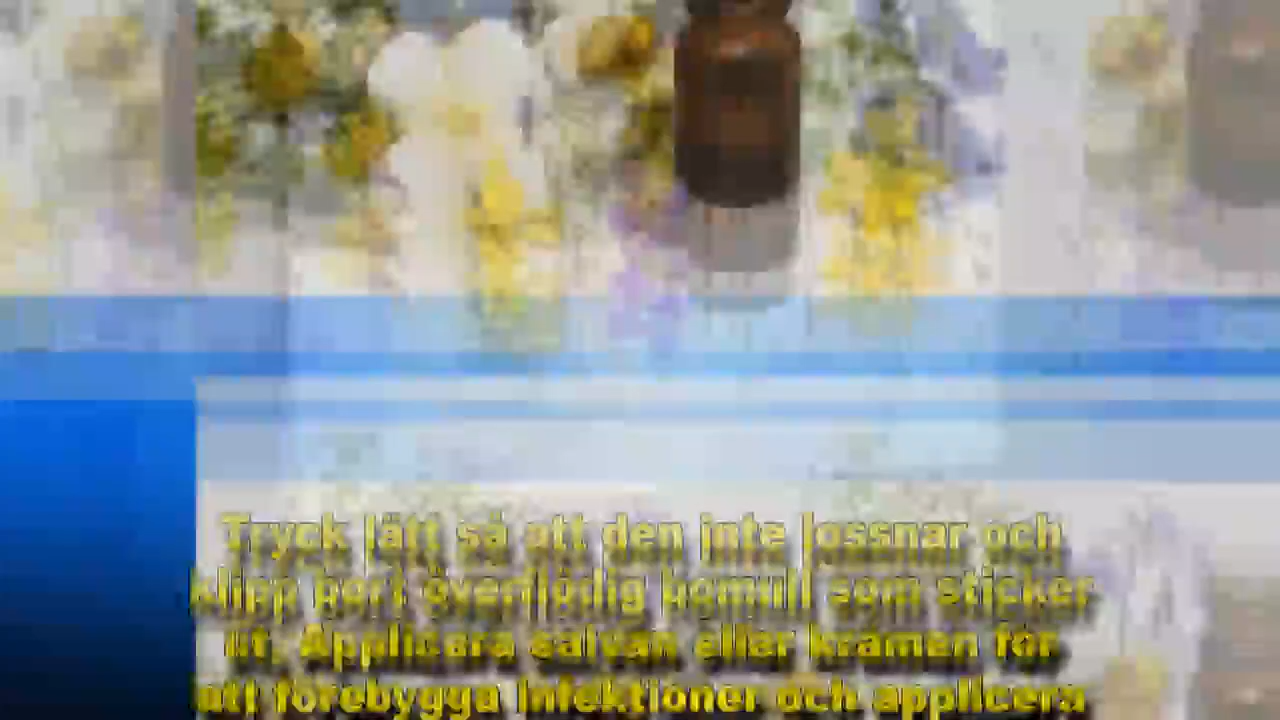 Tryck lätt så att den inte lossnar och
klipp bort överflödig bomull som sticker
ut. Applicera salvan eller krämen för
att förebygga infektioner och applicera